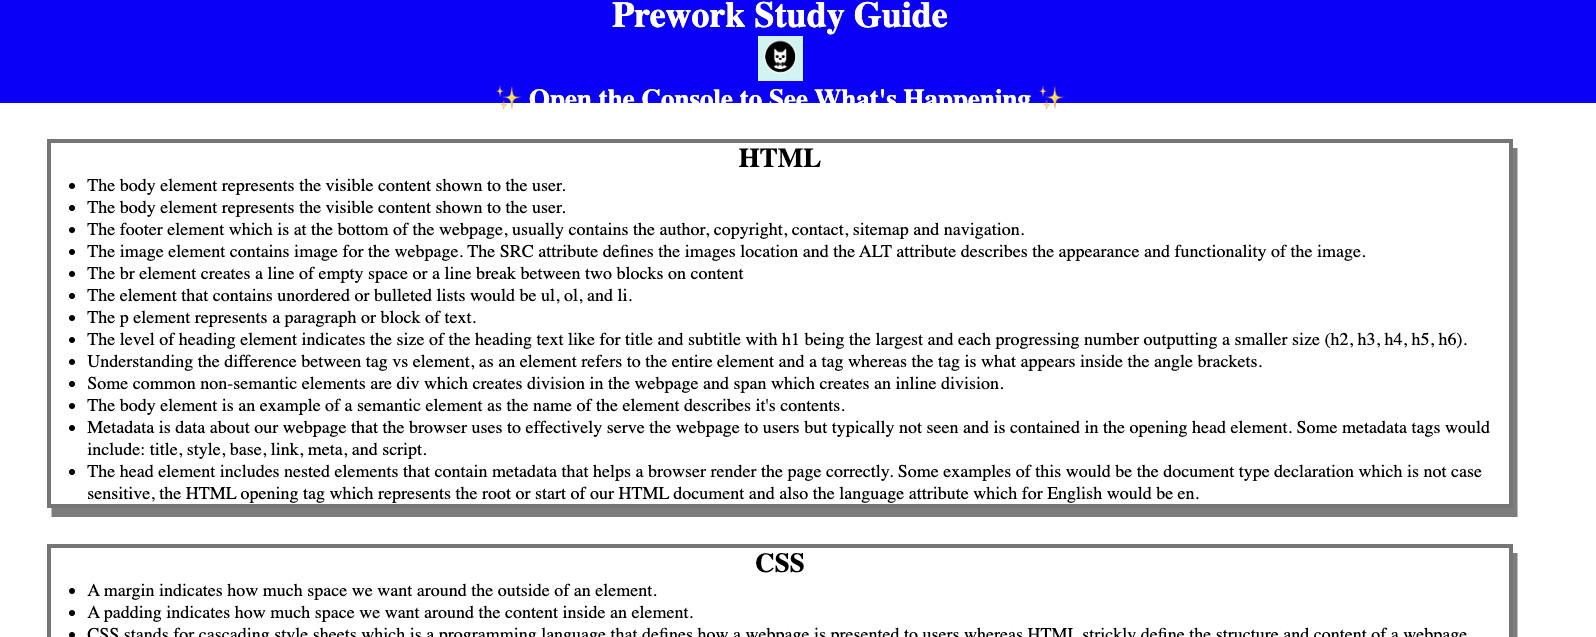 Prework Study Guide
✨ Open the Console to See What's Happening ✨
HTML
• The body element represents the visible content shown to the user.
• The body element represents the visible content shown to the user.
• The footer element which is at the bottom of the webpage, usually contains the author, copyright, contact, sitemap and navigation.
• The image element contains image for the webpage. The SRC attribute defines the images location and the ALT attribute describes the appearance and functionality of the image.
• The br element creates a line of empty space or a line break between two blocks on content
• The element that contains unordered or bulleted lists would be ul, ol, and li.
• The p element represents a paragraph or block of text.
• The level of heading element indicates the size of the heading text like for title and subtitle with h1 being the largest and each progressing number outputting a smaller size (h2, h3, h4, h5, h6).
• Understanding the difference between tag vs element, as an element refers to the entire element and a tag whereas the tag is what appears inside the angle brackets.
• Some common non-semantic elements are div which creates division in the webpage and span which creates an inline division.
• The body element is an example of a semantic element as the name of the element describes it's contents.
• Metadata is data about our webpage that the browser uses to effectively serve the webpage to users but typically not seen and is contained in the opening head element. Some metadata tags would
include: title, style, base, link, meta, and script.
• The head element includes nested elements that contain metadata that helps a browser render the page correctly. Some examples of this would be the document type declaration which is not case
sensitive, the HTML opening tag which represents the root or start of our HTML document and also the language attribute which for English would be en.
CSS
• A margin indicates how much space we want around the outside of an element.
• A padding indicates how much space we want around the content inside an element.
• CSS stands for cascading style sheets which is a programming language that defines how a webpage is presented to users whereas HTML strickly define the structure and content of a webpage